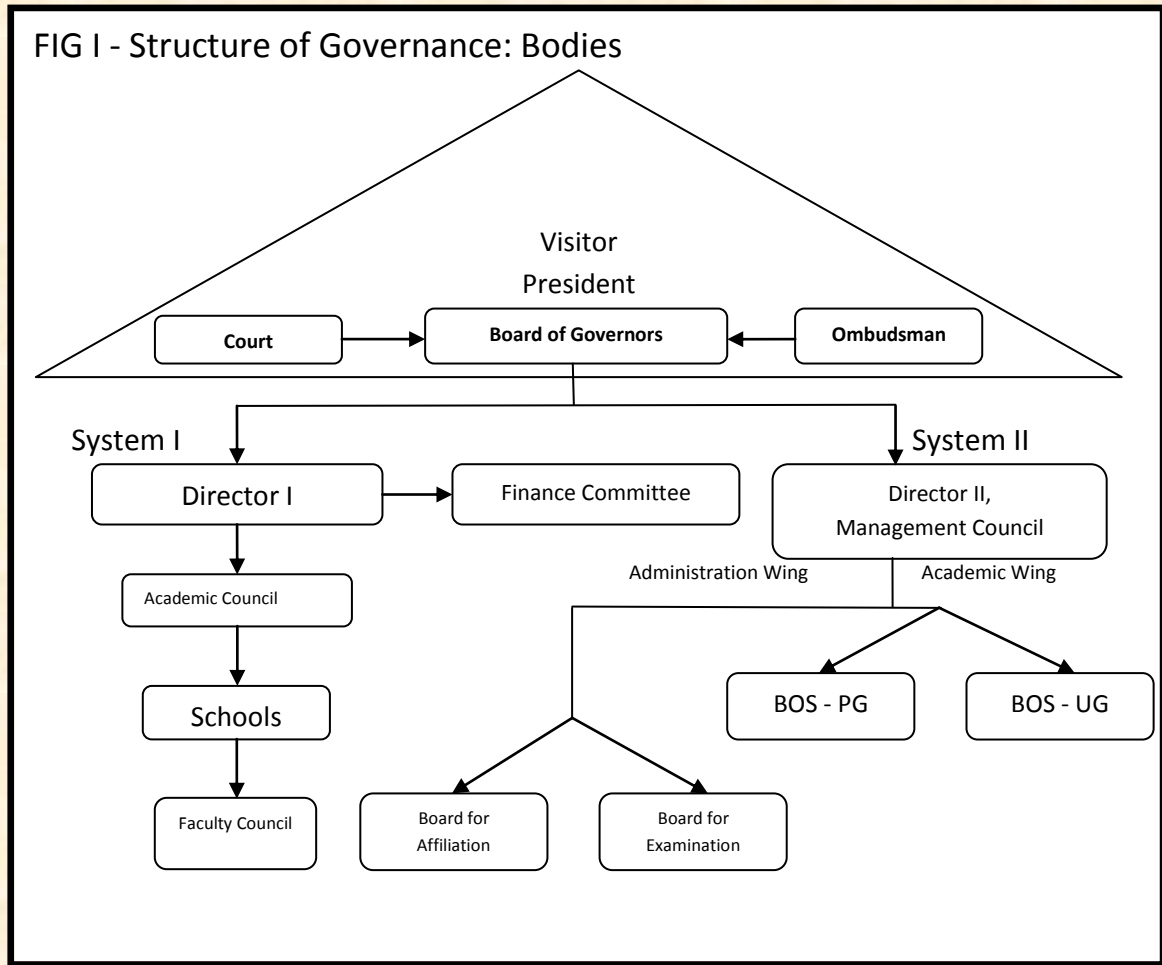 FIG I - Structure of Governance: Bodies
Visitor
President
Court
Board of Governors
Ombudsman
System I
System II
Director I
Finance Committee
Director II,
Management Council
Administration Wing
Academic Wing
Academic Council
Schools
BOS - PG
BOS - UG
Faculty Council
Board for
Affiliation
Board for
Examination